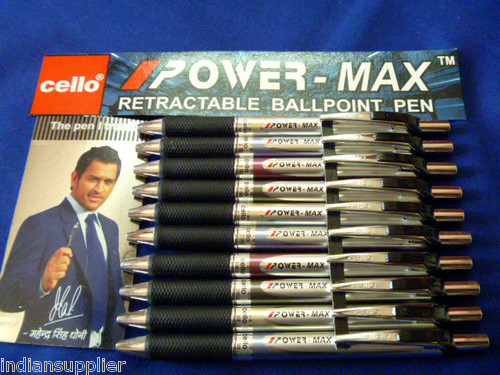 cello®
POWER-MAX™
RETRACTABLE BALLPOINT PEN
The pen I
POWER-MAX
POWER-MAX
POWER-MAX
POWER-MAX
POWER-MAX
POWER-MAX
POWER-MAX
POWER-MAX
POWER-MAX
POWER-MAX
- महेन्द्र सिंह धोनी
indiansupplier